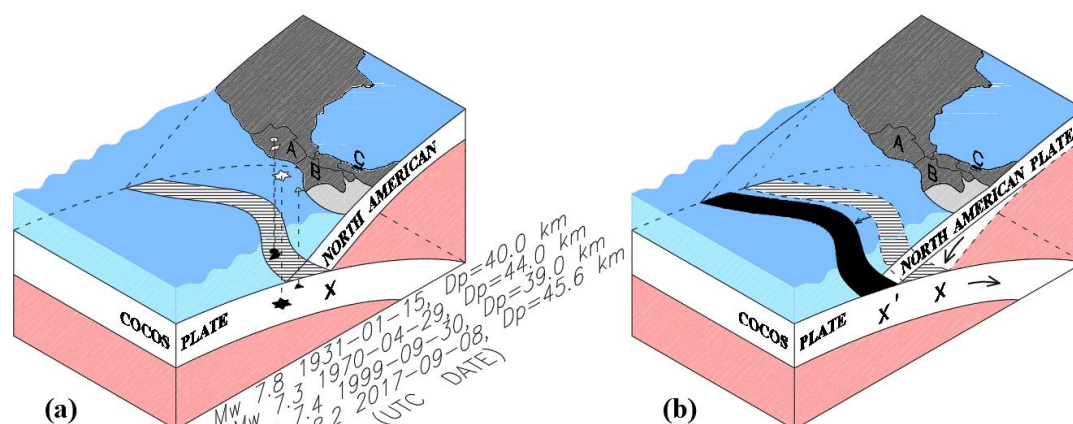 A
B
C
NORTH AMERICAN
X
COCOS
PLATE
Mw 7.8 1931-01-15, Dp=40.0 km
Mw 7.3 1970-04-29, Dp=44.0 km
7.4 1999-09-30, Dp=39.0 km
8.2 2017-09-08, Dp=45.6 km
(UTC DATE)
(a)
A
B
C
NORTH AMERICAN PLATE
X
X'
COCOS
PLATE
(b)